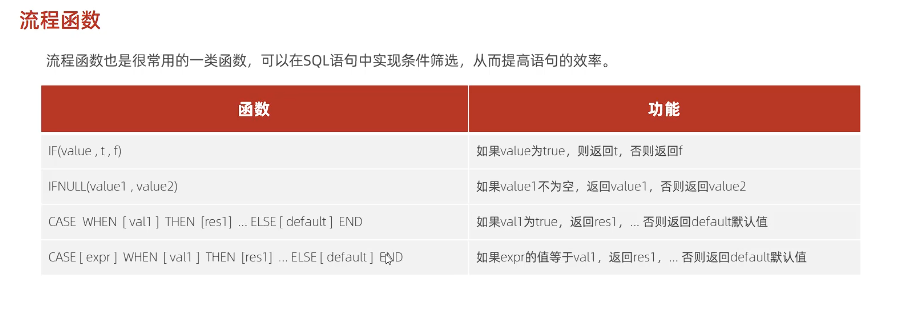 流程函数
流程函数也是很常用的一类函数，可以在SQL语句中实现条件筛选，从而提高语句的效率。
函数 功能
IF(value , t , f) 如果value为true，则返回t，否则返回f
IFNULL(value1 , value2) 如果value1不为空，返回value1，否则返回value2
CASE WHEN [ val1 ] THEN [res1] ... ELSE [ default ] END 如果val1为true，返回res1，... 否则返回default默认值
CASE [ expr ] WHEN [ val1 ] THEN [res1] ... ELSE [ default ] END 如果expr的值等于val1，返回res1，... 否则返回default默认值